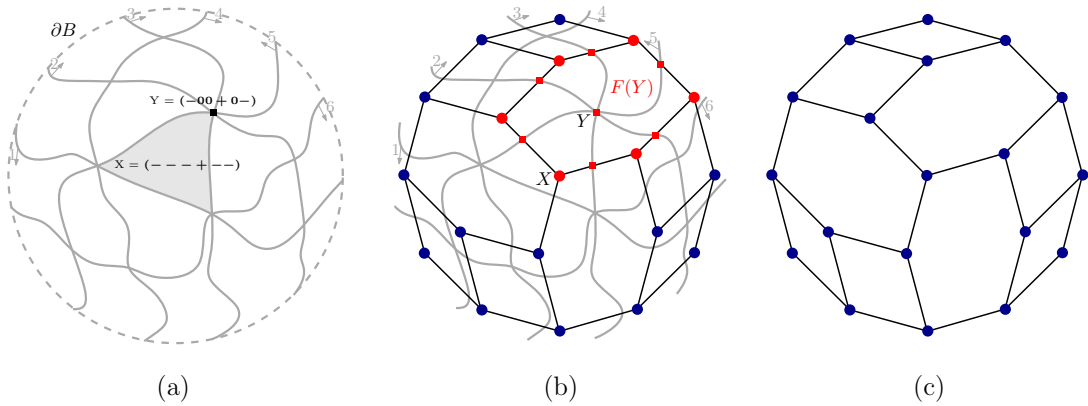 ∂B
1
2
3
4
5
6
Y = (−00 + 0−)
X = (− − − + −−)
(a)
1
2
3
4
5
6
F(Y)
Y
X
(b)
(c)